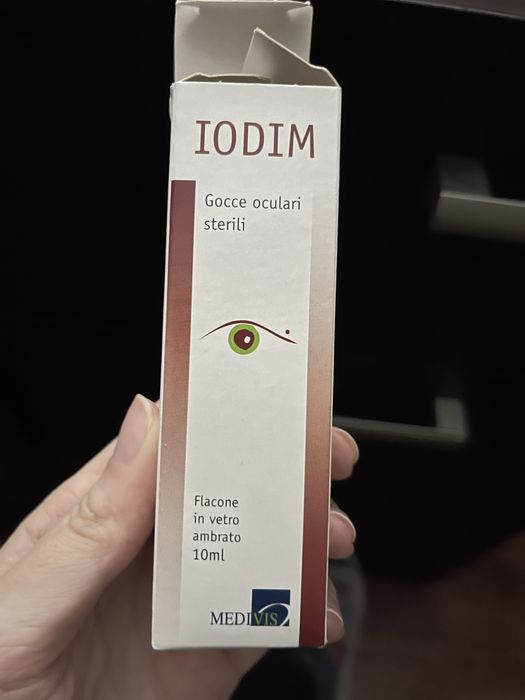 IODIM
Gocce oculari
sterili
Flacone
in vetro
ambrato
10ml
MEDIVIS